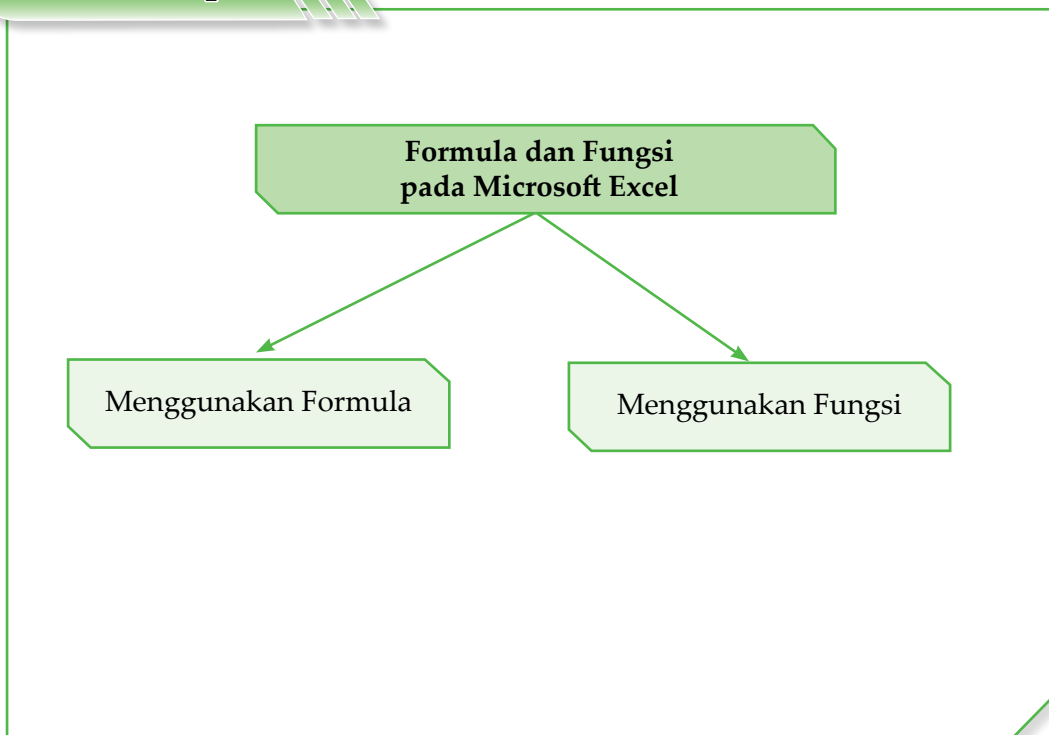 Formula dan Fungsi
pada Microsoft Excel
Menggunakan Formula
Menggunakan Fungsi